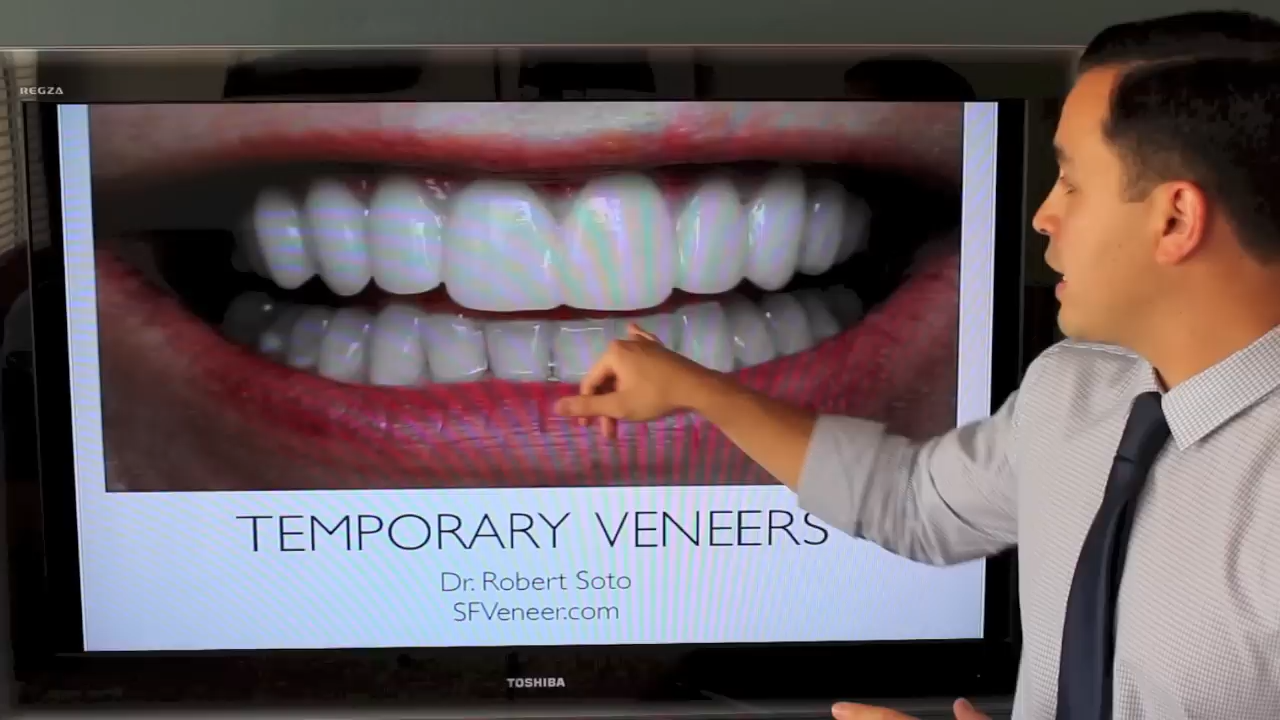 REGZA
TEMPORARY VENEERS
Dr. Robert Soto
SFVeneer.com
TOSHIBA